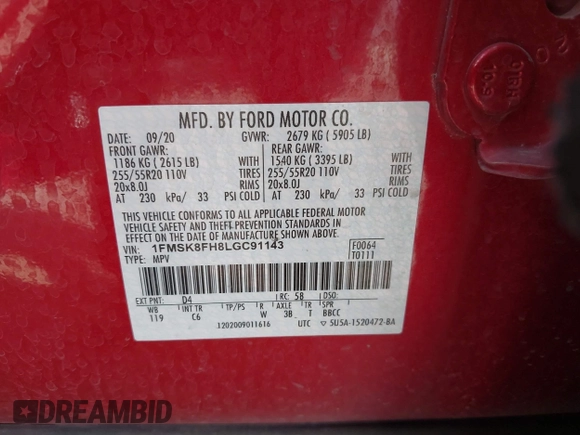 MFD. BY FORD MOTOR CO.
DATE: 09/20 GVWR: 2679 KG ( 5905 LB)
FRONT GAWR: REAR GAWR:
1186 KG ( 2615 LB) 1540 KG ( 3395 LB)
255/55R20 110V TIRES 255/55R20 110V TIRES
20x8.0J RIMS 20x8.0J RIMS
AT 230 kPa/ 33 PSI COLD AT 230 kPa/ 33 PSI COLD
THIS VEHICLE CONFORMS TO ALL APPLICABLE FEDERAL MOTOR
VEHICLE SAFETY AND THEFT PREVENTION STANDARDS IN
EFFECT ON THE DATE OF MANUFACTURE SHOWN ABOVE.
VIN: 1FMSK8FH8LGC91143 F0064
TYPE: MPV T0111
EXT PNT: D4 RC: 58 DSO:
WB INT TR TP/PS R AXLE TR SPR
119 C6 W 3B T BBCC
1202009011616 UTC 5U5A-1520472-BA
DREAMBID